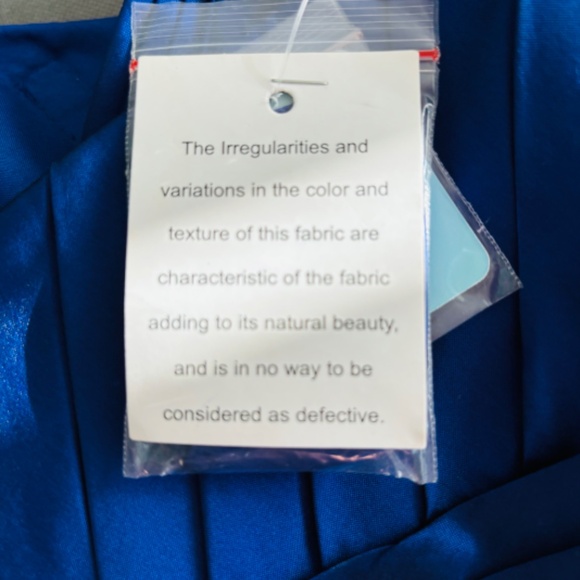 The Irregularities and
variations in the color and
texture of this fabric are
characteristic of the fabric
adding to its natural beauty,
and is in no way to be
considered as defective.